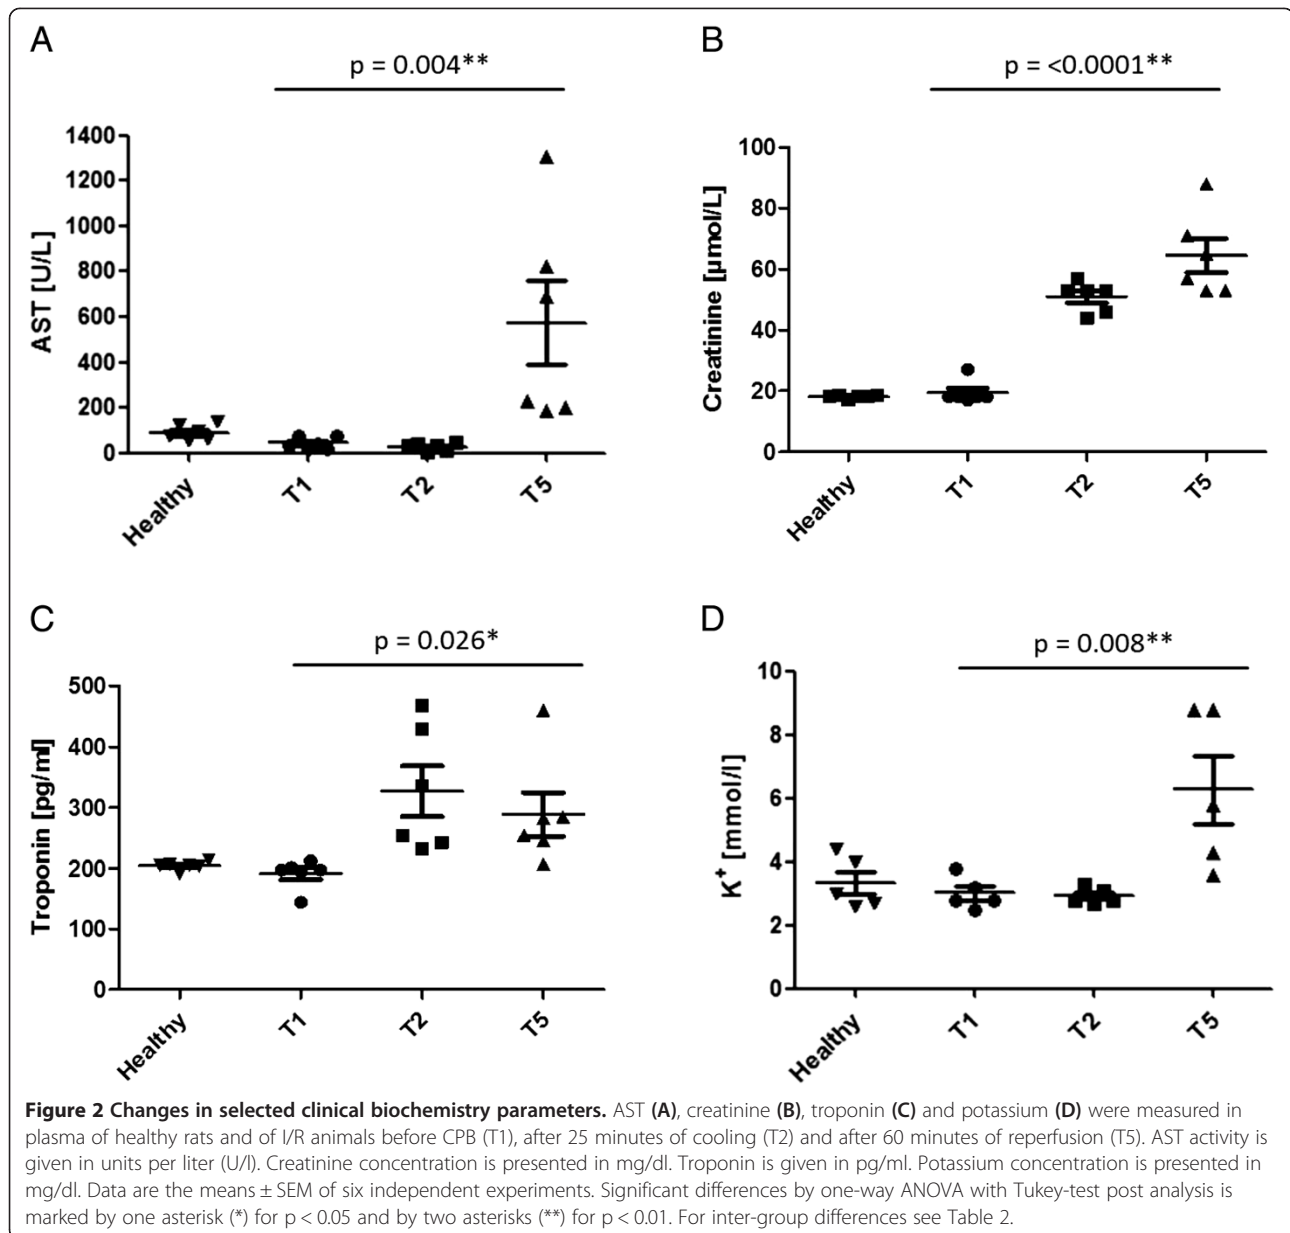 A
p = 0.004**
AST [U/L]
1400
1200
1000
800
600
400
200
0
Healthy
T1
T2
T5
B
p = <0.0001**
Creatinine [µmol/L]
100
80
60
40
20
0
Healthy
T1
T2
T5
C
p = 0.026*
Troponin [pg/ml]
500
400
300
200
100
0
Healthy
T1
T2
T5
D
p = 0.008**
K⁺ [mmol/l]
10
8
6
4
2
0
Healthy
T1
T2
T5
Figure 2 Changes in selected clinical biochemistry parameters. AST (A), creatinine (B), troponin (C) and potassium (D) were measured in
plasma of healthy rats and of I/R animals before CPB (T1), after 25 minutes of cooling (T2) and after 60 minutes of reperfusion (T5). AST activity is
given in units per liter (U/l). Creatinine concentration is presented in mg/dl. Troponin is given in pg/ml. Potassium concentration is presented in
mg/dl. Data are the means ± SEM of six independent experiments. Significant differences by one-way ANOVA with Tukey-test post analysis is
marked by one asterisk (*) for p < 0.05 and by two asterisks (**) for p < 0.01. For inter-group differences see Table 2.